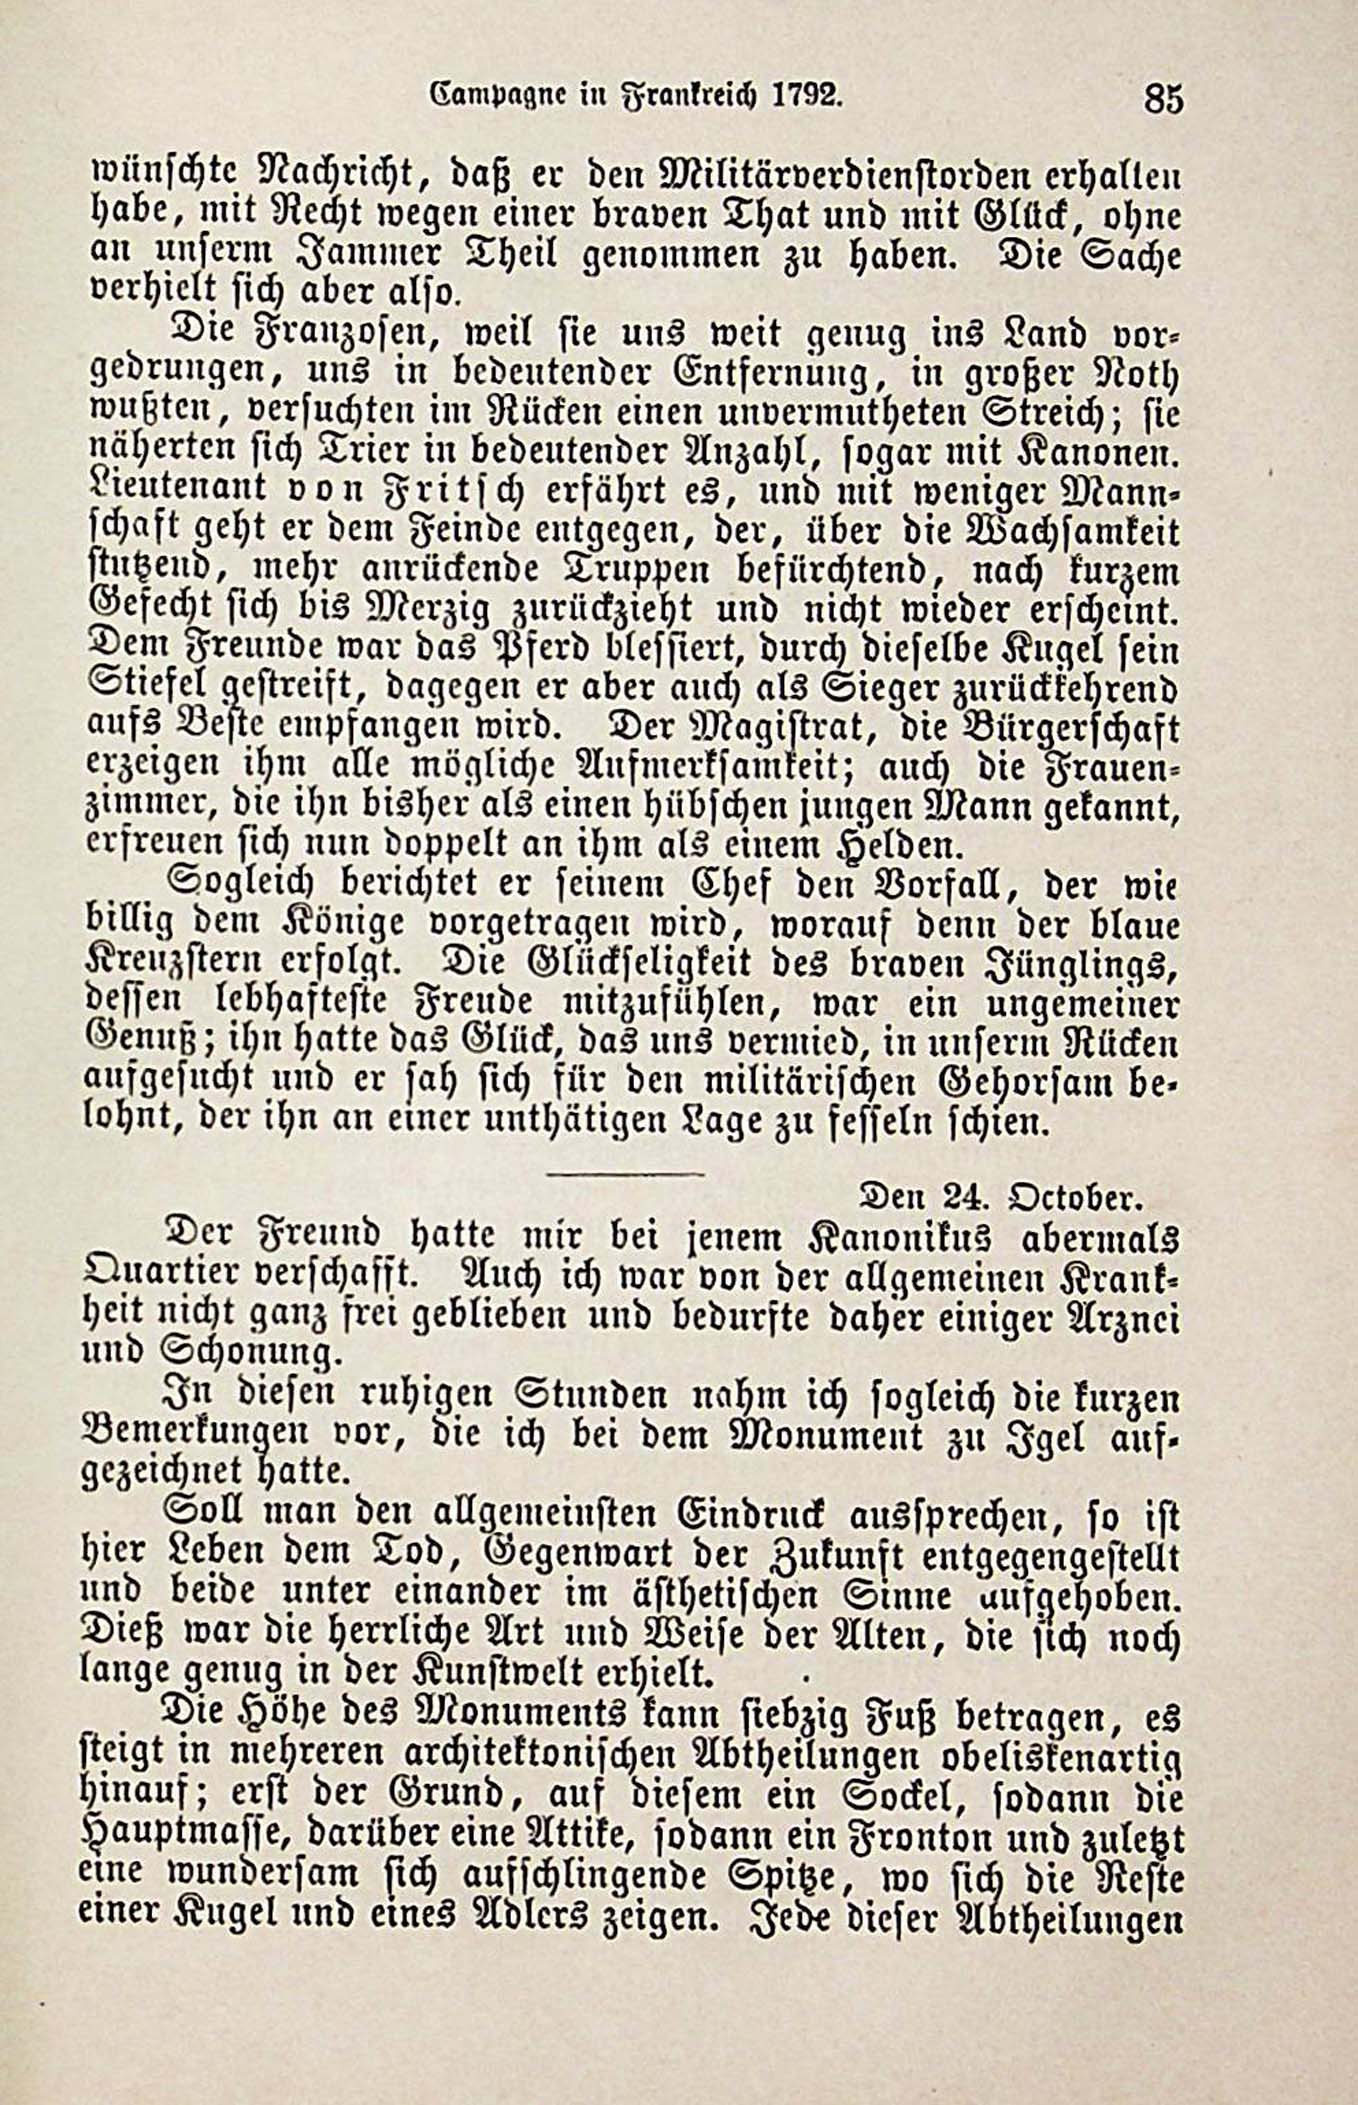 Campagne in Frankreich 1792. 85
wünschte Nachricht, daß er den Militärverdienstorden erhalten
habe, mit Recht wegen einer braven That und mit Glück, ohne
an unserm Jammer Theil genommen zu haben. Die Sache
verhielt sich aber also.
Die Franzosen, weil sie uns weit genug ins Land vor-
gedrungen, uns in bedeutender Entfernung, in großer Noth
wußten, versuchten im Rücken einen unvermutheten Streich; sie
näherten sich Trier in bedeutender Anzahl, sogar mit Kanonen.
Lieutenant von Fritsch erfährt es, und mit weniger Mann-
schaft geht er dem Feinde entgegen, der, über die Wachsamkeit
stutzend, mehr anrückende Truppen befürchtend, nach kurzem
Gefecht sich bis Merzig zurückzieht und nicht wieder erscheint.
Dem Freunde war das Pferd blessiert, durch dieselbe Kugel sein
Stiefel gestreift, dagegen er aber auch als Sieger zurückkehrend
aufs Beste empfangen wird. Der Magistrat, die Bürgerschaft
erzeigen ihm alle mögliche Aufmerksamkeit; auch die Frauen-
zimmer, die ihn bisher als einen hübschen jungen Mann gekannt,
erfreuen sich nun doppelt an ihm als einem Helden.
Sogleich berichtet er seinem Chef den Vorfall, der wie
billig dem Könige vorgetragen wird, worauf denn der blaue
Kreuzstern erfolgt. Die Glückseligkeit des braven Jünglings,
dessen lebhafteste Freude mitzufühlen, war ein ungemeiner
Genuß; ihn hatte das Glück, das uns vermied, in unserm Rücken
aufgesucht und er sah sich für den militärischen Gehorsam be-
lohnt, der ihn an einer unthätigen Lage zu fesseln schien.
Den 24. October.
Der Freund hatte mir bei jenem Kanonikus abermals
Quartier verschafft. Auch ich war von der allgemeinen Krank-
heit nicht ganz frei geblieben und bedurfte daher einiger Arznei
und Schonung.
In diesen ruhigen Stunden nahm ich sogleich die kurzen
Bemerkungen vor, die ich bei dem Monument zu Igel auf-
gezeichnet hatte.
Soll man den allgemeinsten Eindruck aussprechen, so ist
hier Leben dem Tod, Gegenwart der Zukunft entgegengestellt
und beide unter einander im ästhetischen Sinne aufgehoben.
Dieß war die herrliche Art und Weise der Alten, die sich noch
lange genug in der Kunstwelt erhielt.
Die Höhe des Monuments kann siebzig Fuß betragen, es
steigt in mehreren architektonischen Abtheilungen obeliskenartig
hinauf; erst der Grund, auf diesem ein Sockel, sodann die
Hauptmasse, darüber eine Attike, sodann ein Fronton und zuletzt
eine wundersam sich aufschlingende Spitze, wo sich die Reste
einer Kugel und eines Adlers zeigen. Jede dieser Abtheilungen